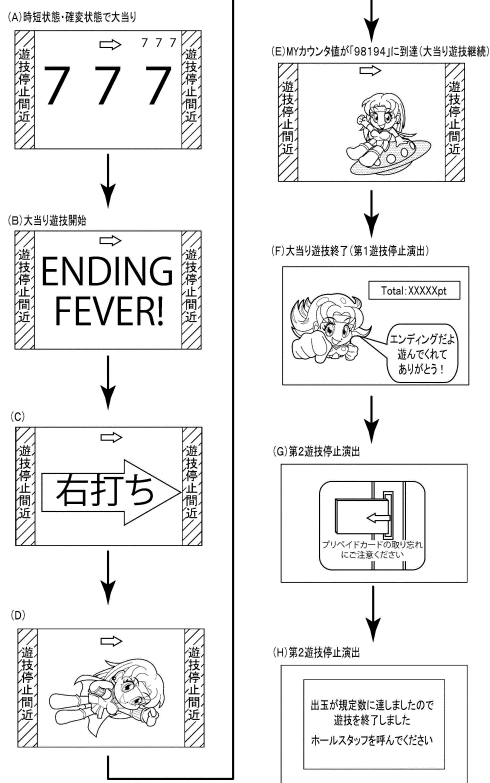 (A)時短状態・確変状態で大当り
7 7 7
遊技停止間近
7 7 7
遊技停止間近
(B)大当り遊技開始
遊技停止間近
ENDING
FEVER!
遊技停止間近
(C)
遊技停止間近
右打ち
遊技停止間近
(D)
遊技停止間近
遊技停止間近
(E)MYカウンタ値が「98194」に到達(大当り遊技継続)
遊技停止間近
遊技停止間近
(F)大当り遊技終了(第1遊技停止演出)
Total:XXXXXpt
エンディングだよ
遊んでくれて
ありがとう!
(G)第2遊技停止演出
プリペイドカードの取り忘れ
にご注意ください
(H)第2遊技停止演出
出玉が規定数に達しましたので
遊技を終了しました
ホールスタッフを呼んでください